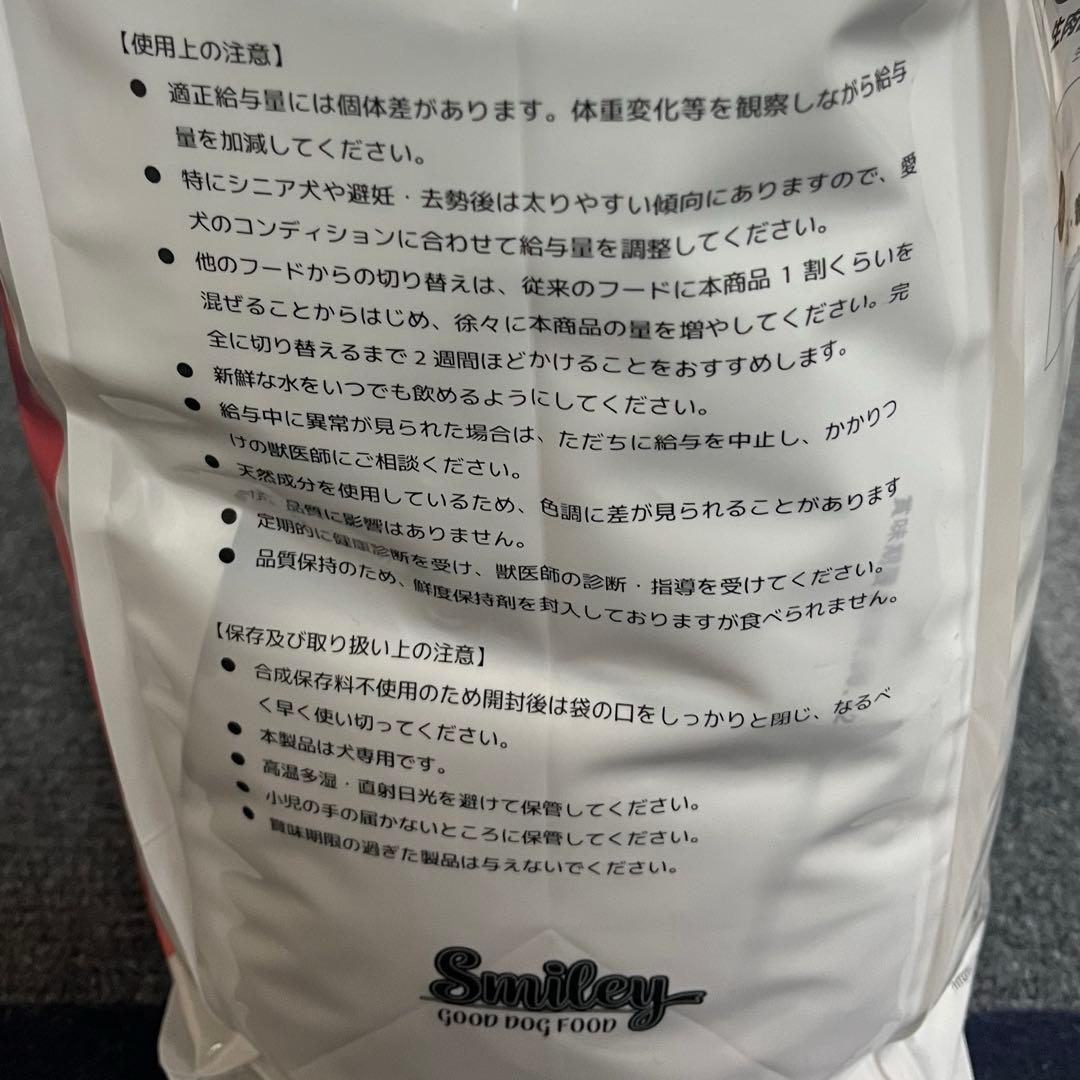 【使用上の注意】
● 適正給与量には個体差があります。体重変化等を観察しながら給与
量を加減してください。
● 特にシニア犬や避妊・去勢後は太りやすい傾向にありますので、愛
犬のコンディションに合わせて給与量を調整してください。
● 他のフードからの切り替えは、従来のフードに本商品1割くらいを
混ぜることからはじめ、徐々に本商品の量を増やしてください。完
全に切り替えるまで2週間ほどかけることをおすすめします。
● 新鮮な水をいつでも飲めるようにしてください。
● 給与中に異常が見られた場合は、ただちに給与を中止し、かかりつ
けの獣医師にご相談ください。
● 天然成分を使用しているため、色調に差が見られることがあります
が、品質に影響はありません。
● 定期的に健康診断を受け、獣医師の診断・指導を受けてください。
● 品質保持のため、鮮度保持剤を封入しておりますが食べられません。
【保存及び取り扱い上の注意】
● 合成保存料不使用のため開封後は袋の口をしっかりと閉じ、なるべ
く早く使い切ってください。
● 本製品は犬専用です。
● 高温多湿・直射日光を避けて保管してください。
● 小児の手の届かないところに保管してください。
● 賞味期限の過ぎた製品は与えないでください。
Smiley
GOOD DOG FOOD
生肉